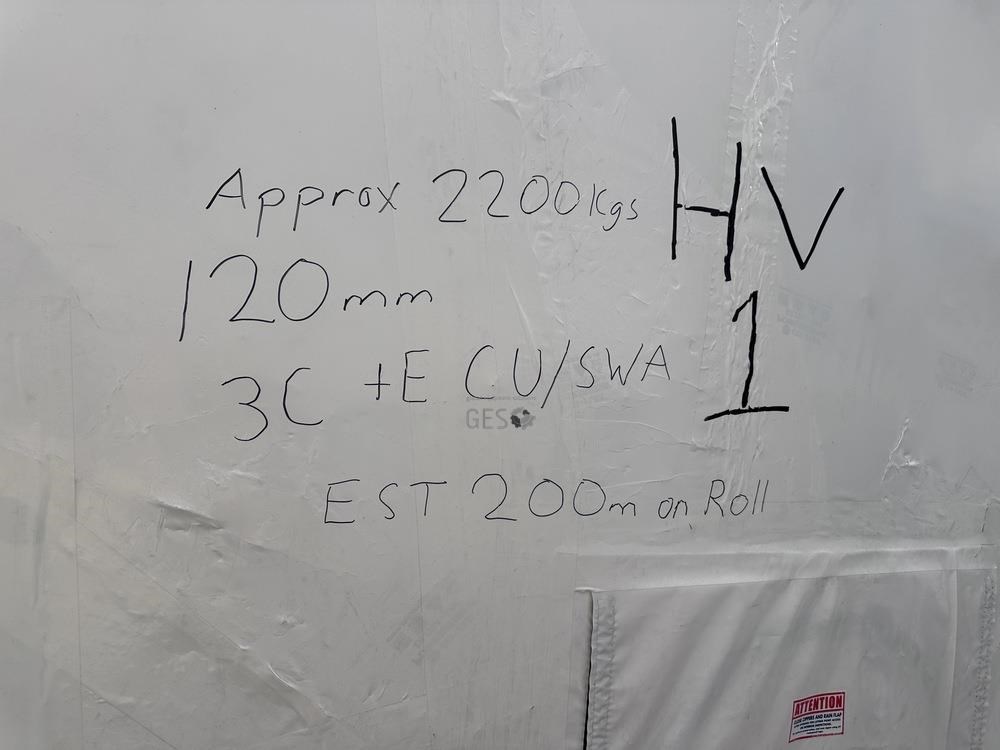 Approx 2200Kgs
HV
120mm
1
3C +E CU/SWA
GES
EST 200m on Roll
ATTENTION